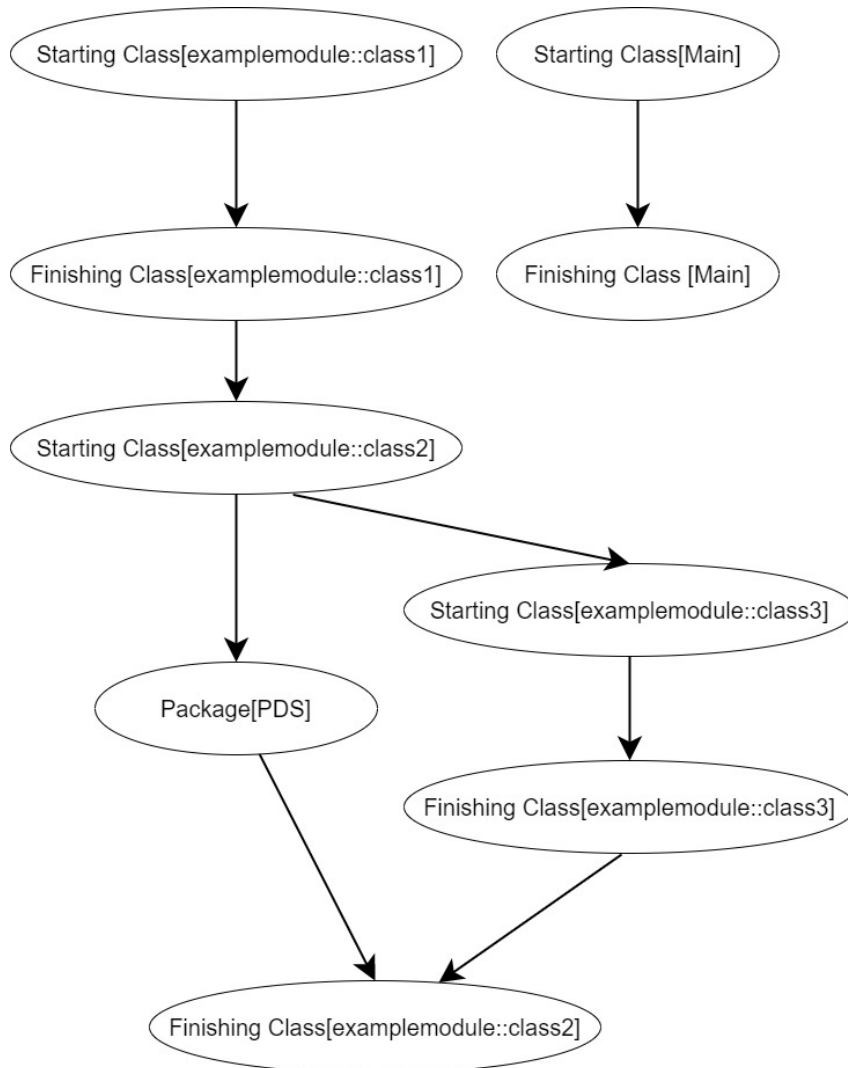 Starting Class[examplemodule::class1]
Starting Class[Main]
Finishing Class[examplemodule::class1]
Finishing Class [Main]
Starting Class[examplemodule::class2]
Starting Class[examplemodule::class3]
Package[PDS]
Finishing Class[examplemodule::class3]
Finishing Class[examplemodule::class2]